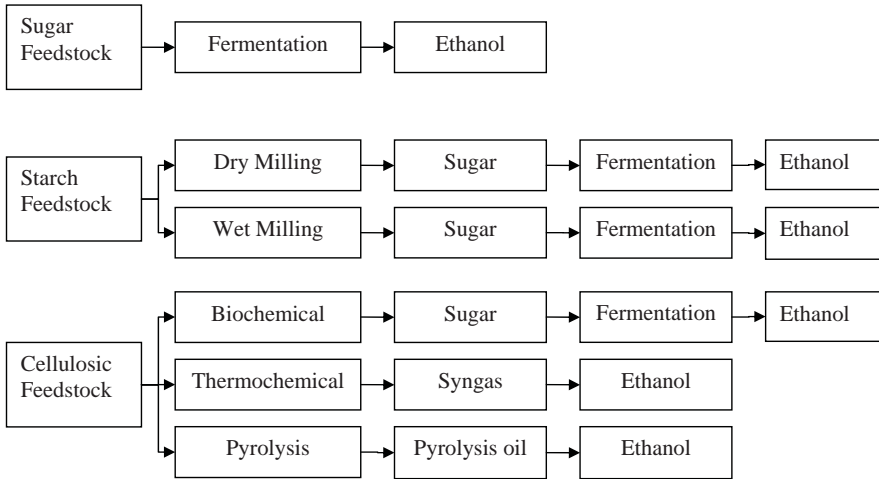 Sugar
Feedstock
Fermentation
Ethanol
Starch
Feedstock
Dry Milling
Sugar
Fermentation
Ethanol
Wet Milling
Sugar
Fermentation
Ethanol
Cellulosic
Feedstock
Biochemical
Sugar
Fermentation
Ethanol
Thermochemical
Syngas
Ethanol
Pyrolysis
Pyrolysis oil
Ethanol